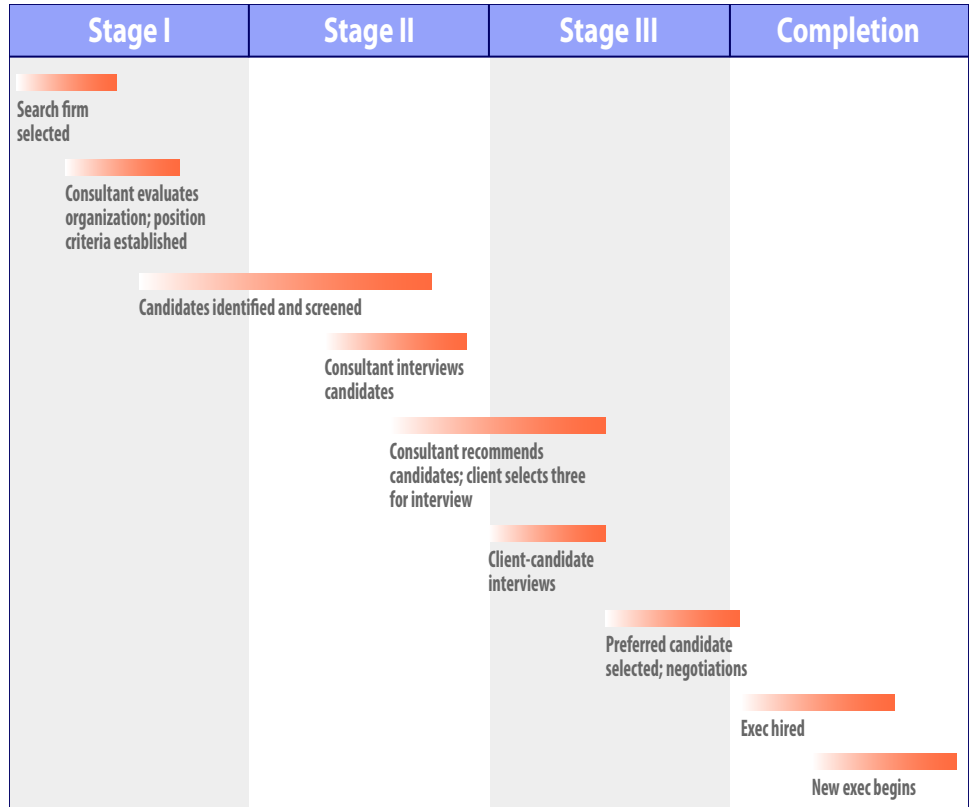 Stage I
Stage II
Stage III
Completion
Search firm
selected
Consultant evaluates
organization; position
criteria established
Candidates identified and screened
Consultant interviews
candidates
Consultant recommends
candidates; client selects three
for interview
Client-candidate
interviews
Preferred candidate
selected; negotiations
Exec hired
New exec begins